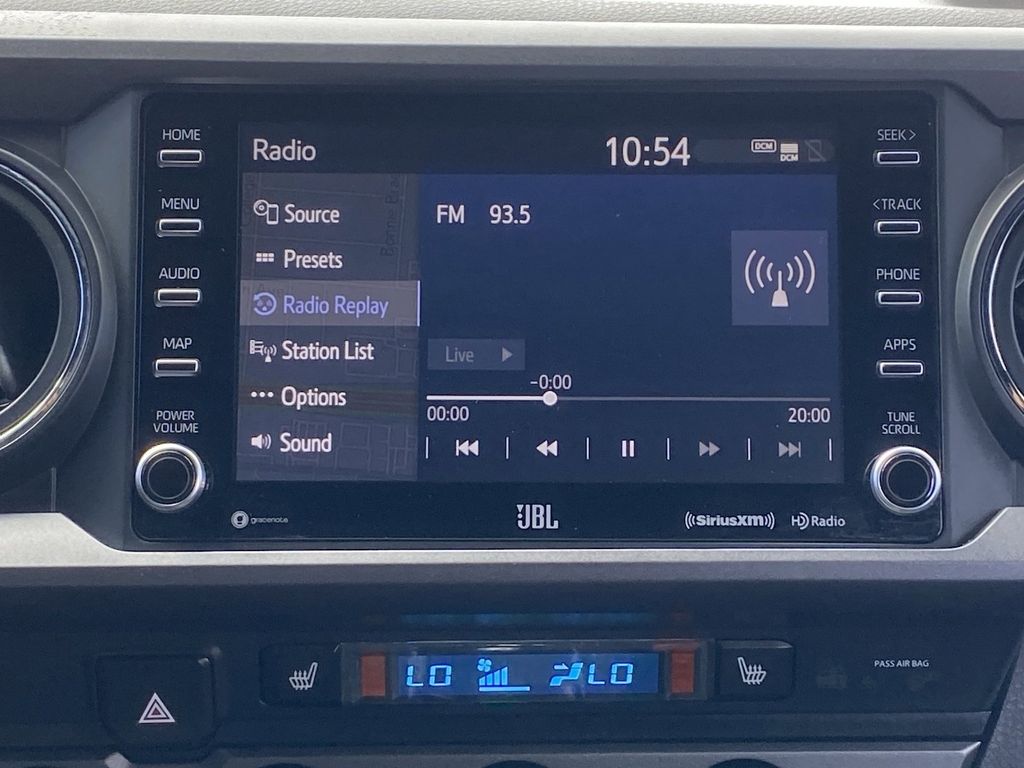 HOME
MENU
AUDIO
MAP
POWER
VOLUME
Radio
10:54
DCM
DCM
Source
Presets
Radio Replay
Station List
Options
Sound
FM 93.5
Live
-0:00
00:00
20:00
SEEK >
< TRACK
PHONE
APPS
TUNE
SCROLL
gracenote
JBL
((SiriusXM))
HD Radio
LO
LO
PASS AIR BAG